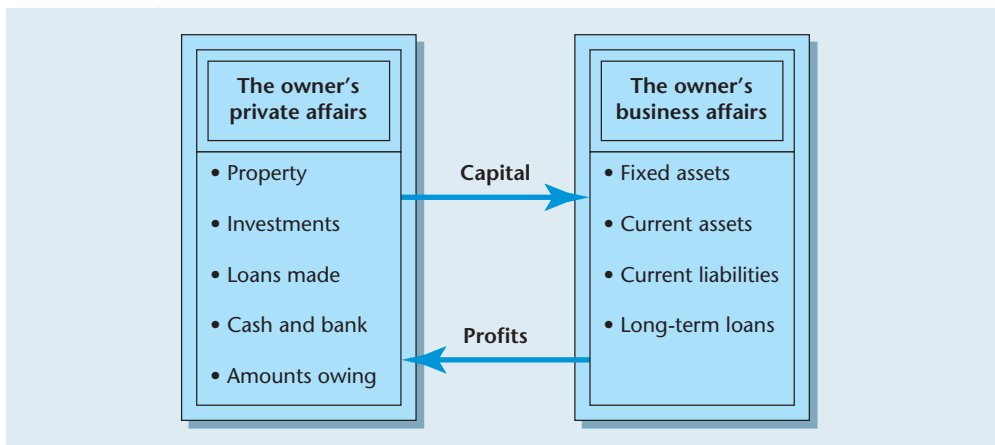 The owner's
private affairs
• Property
• Investments
• Loans made
• Cash and bank
• Amounts owing
Capital
Profits
The owner's
business affairs
• Fixed assets
• Current assets
• Current liabilities
• Long-term loans